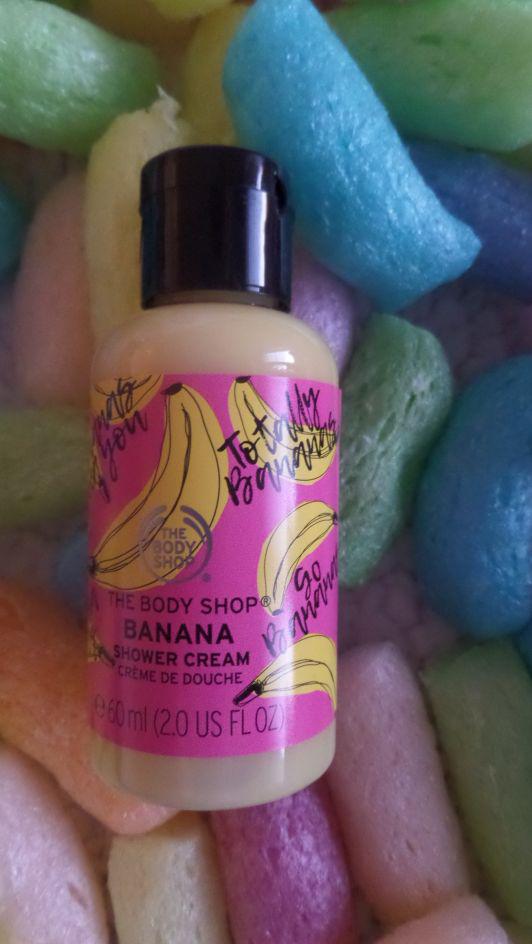 you
Totally
Bananas
THE
BODY
SHOP
go
Bananas
THE BODY SHOP®
BANANA
SHOWER CREAM
CRÈME DE DOUCHE
℮ 60 ml (2.0 US FL OZ)